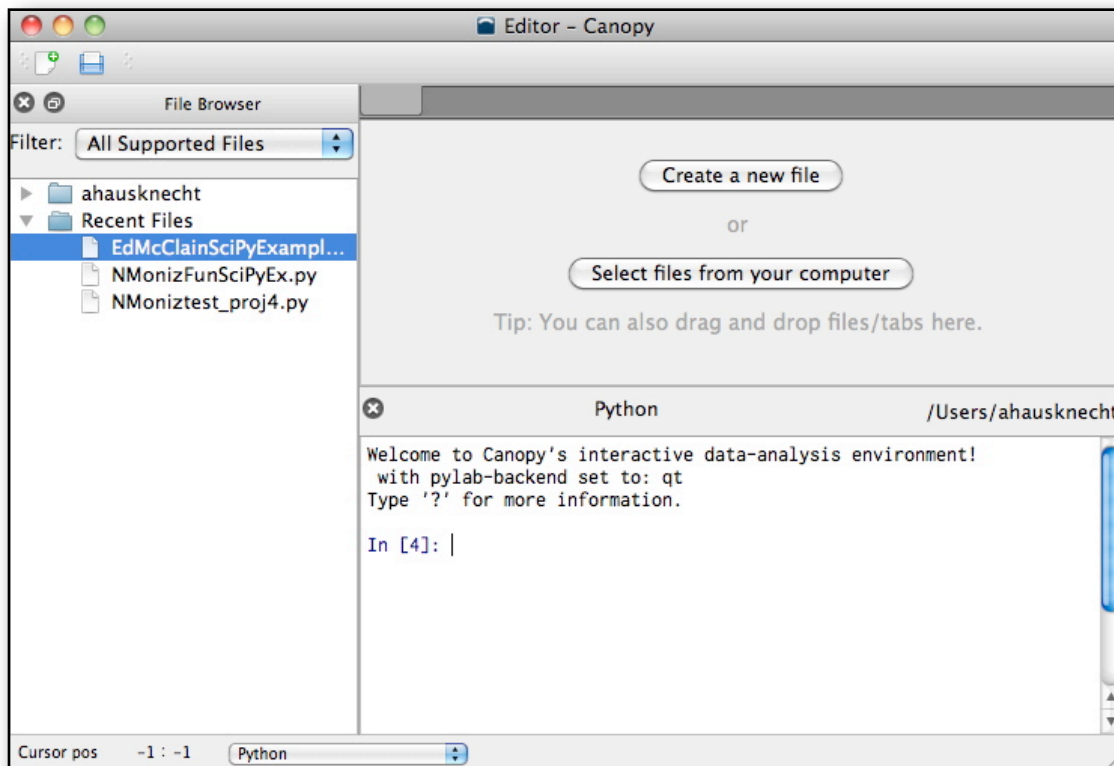 Editor – Canopy
File Browser
Filter: All Supported Files
ahausknecht
Recent Files
EdMcClainSciPyExampl...
NMonizFunSciPyEx.py
NMoniztest_proj4.py
Create a new file
or
Select files from your computer
Tip: You can also drag and drop files/tabs here.
Python /Users/ahausknecht
Welcome to Canopy's interactive data-analysis environment!
with pylab-backend set to: qt
Type '?' for more information.
In [4]:
Cursor pos -1 : -1 Python